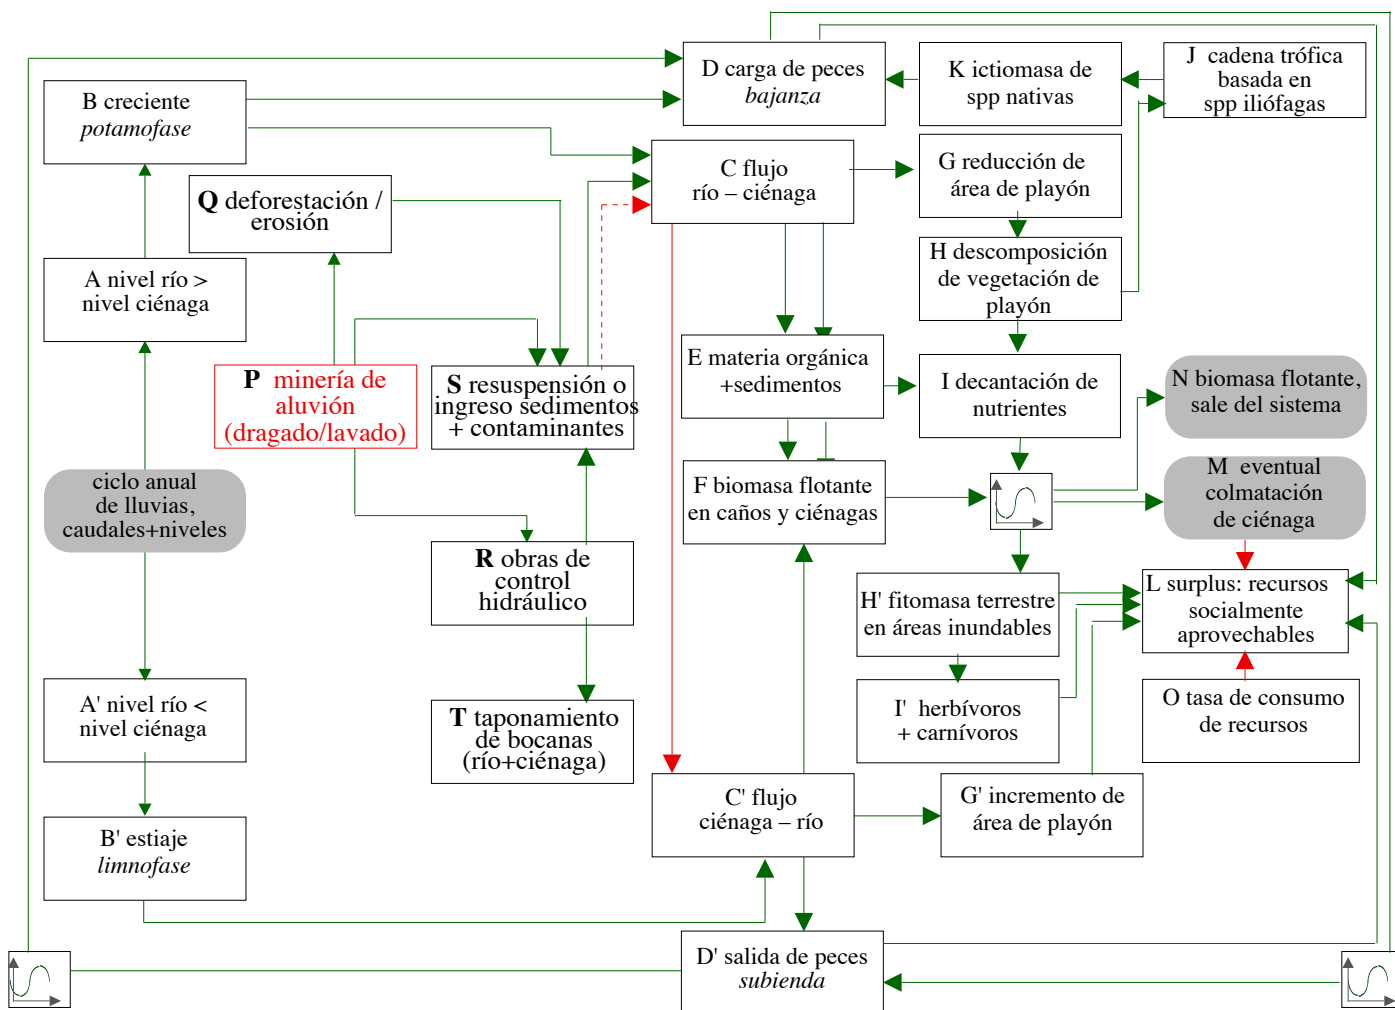 D carga de peces
bajanza
K ictiomasa de
spp nativas
J cadena trófica
basada en
spp iliófagas
B creciente
potamofase
C flujo
río – ciénaga
G reducción de
área de playón
Q deforestación /
erosión
H descomposición
de vegetación de
playón
A nivel río >
nivel ciénaga
E materia orgánica
+sedimentos
I decantación de
nutrientes
N biomasa flotante,
sale del sistema
P minería de
aluvión
(dragado/lavado)
S resuspensión o
ingreso sedimentos
+ contaminantes
ciclo anual
de lluvias,
caudales+niveles
F biomasa flotante
en caños y ciénagas
M eventual
colmatación
de ciénaga
R obras de
control
hidráulico
H' fitomasa terrestre
en áreas inundables
L surplus: recursos
socialmente
aprovechables
A' nivel río <
nivel ciénaga
T taponamiento
de bocanas
(río+ciénaga)
I' herbívoros
+ carnívoros
O tasa de consumo
de recursos
C' flujo
ciénaga – río
G' incremento de
área de playón
B' estiaje
limnofase
D' salida de peces
subienda